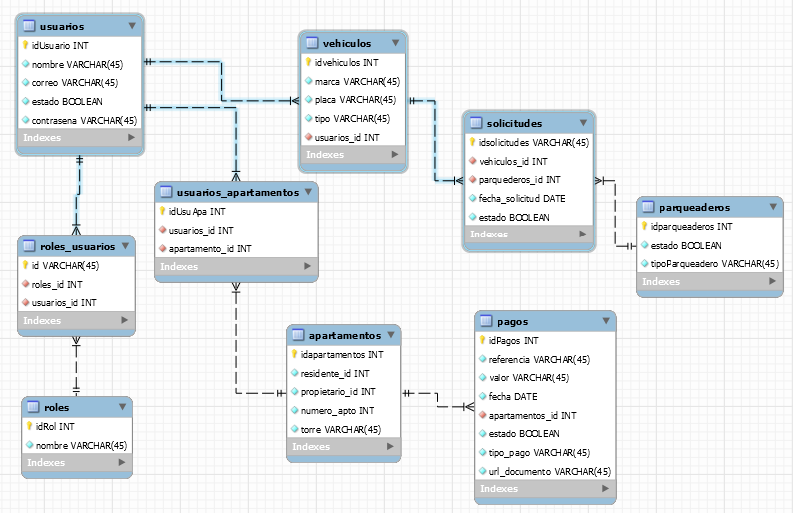 usuarios
idUsuario INT
nombre VARCHAR(45)
correo VARCHAR(45)
estado BOOLEAN
contrasena VARCHAR(45)
Indexes
vehiculos
idvehiculos INT
marca VARCHAR(45)
placa VARCHAR(45)
tipo VARCHAR(45)
usuarios_id INT
Indexes
solicitudes
idsolicitudes VARCHAR(45)
vehiculos_id INT
parquederos_id INT
fecha_solicitud DATE
estado BOOLEAN
Indexes
usuarios_apartamentos
idUsuApa INT
usuarios_id INT
apartamento_id INT
Indexes
parqueaderos
idparqueaderos INT
estado BOOLEAN
tipoParqueadero VARCHAR(45)
Indexes
roles_usuarios
id VARCHAR(45)
roles_id INT
usuarios_id INT
Indexes
apartamentos
idapartamentos INT
residente_id INT
propietario_id INT
numero_apto INT
torre VARCHAR(45)
Indexes
pagos
idPagos INT
referencia VARCHAR(45)
valor VARCHAR(45)
fecha DATE
apartamentos_id INT
estado BOOLEAN
tipo_pago VARCHAR(45)
url_documento VARCHAR(45)
Indexes
roles
idRol INT
nombre VARCHAR(45)
Indexes